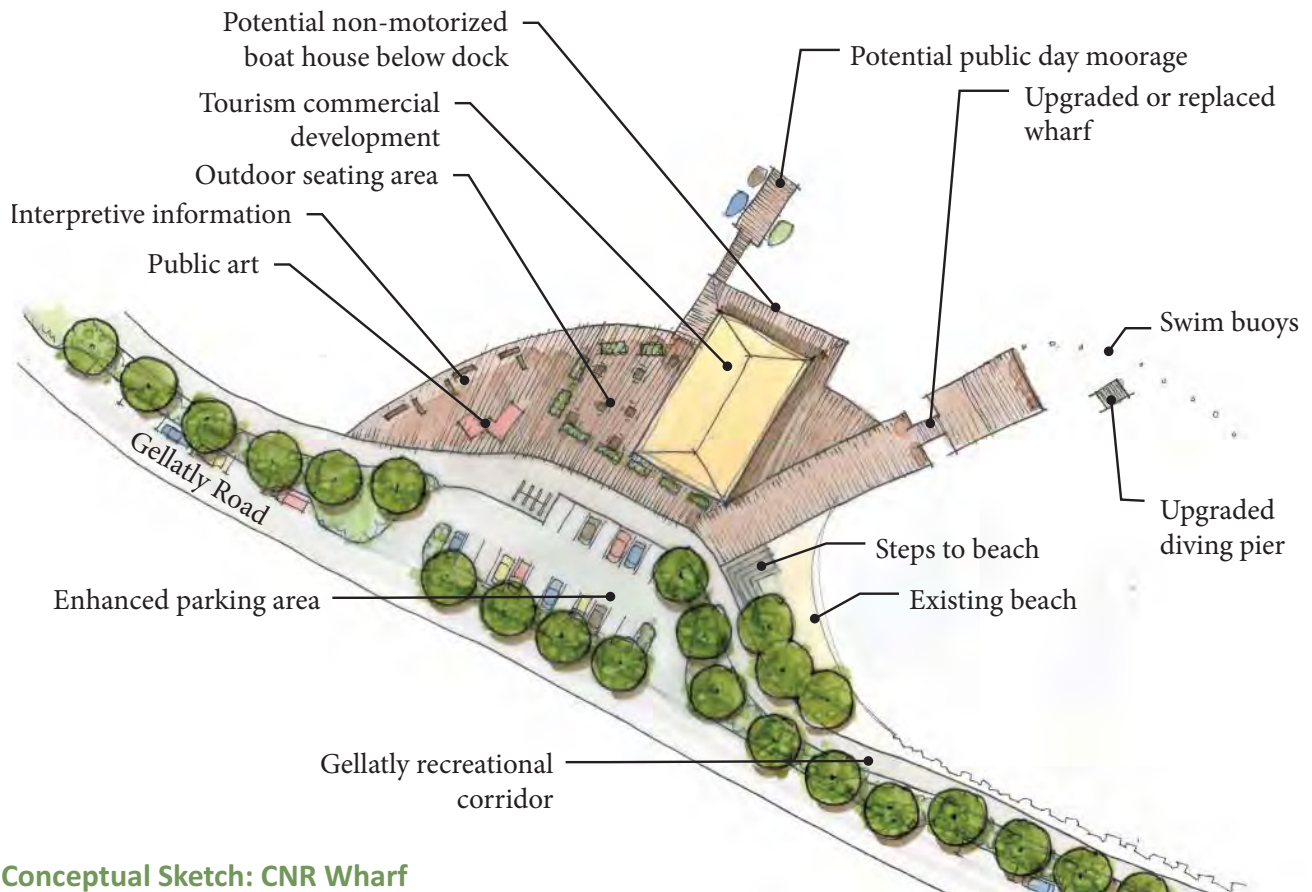 Potential non-motorized
boat house below dock
Potential public day moorage
Tourism commercial
development
Upgraded or replaced
wharf
Outdoor seating area
Interpretive information
Public art
Swim buoys
Gellatly Road
Upgraded
diving pier
Steps to beach
Enhanced parking area
Existing beach
Gellatly recreational
corridor
Conceptual Sketch: CNR Wharf